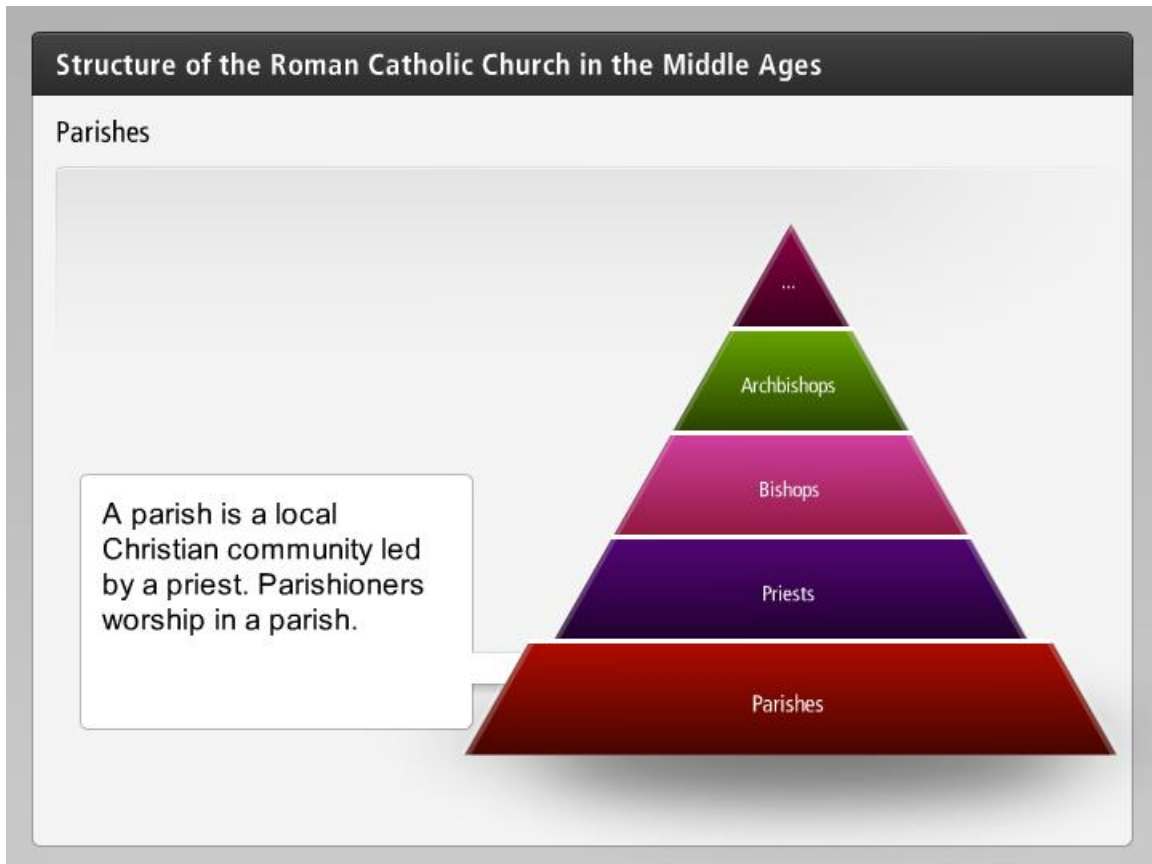 Structure of the Roman Catholic Church in the Middle Ages
Parishes
...
Archbishops
Bishops
A parish is a local
Christian community led
by a priest. Parishioners
worship in a parish.
Priests
Parishes